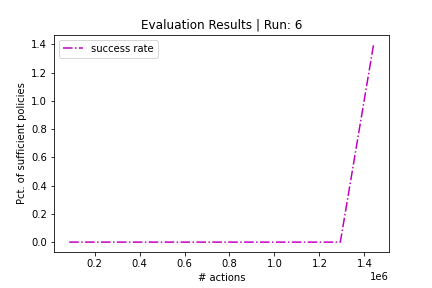 Evaluation Results | Run: 6
success rate
Pct. of sufficient policies
1.4
1.2
1.0
0.8
0.6
0.4
0.2
0.0
0.2 0.4 0.6 0.8 1.0 1.2 1.4
1e6
# actions